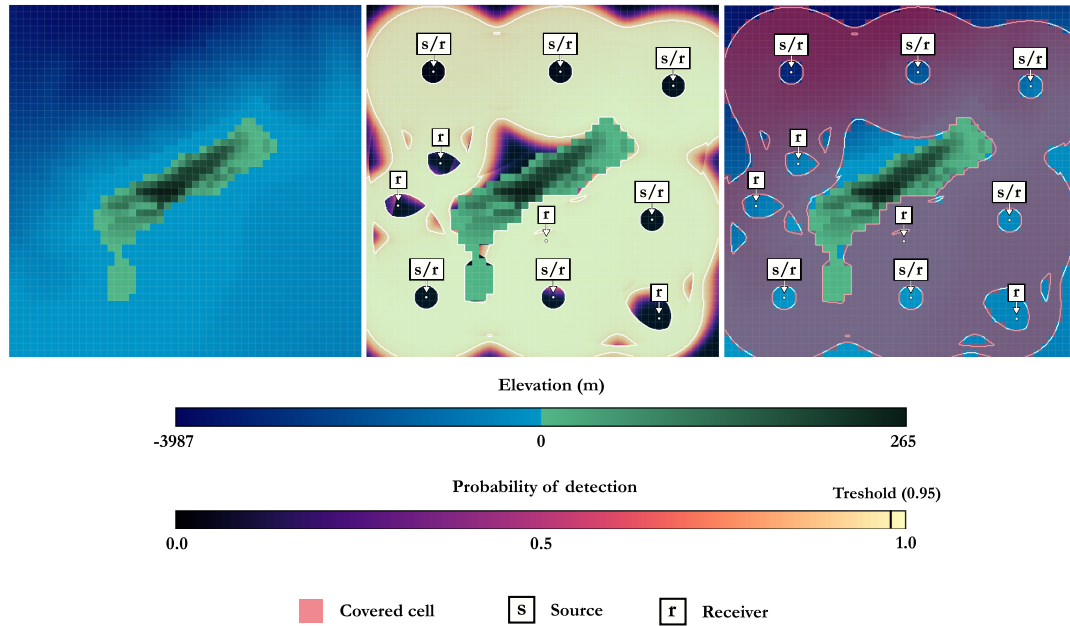 s/r s/r s/r s/r
s/r s/r
r r
r r
s/r s/r
r r
s/r s/r s/r s/r
r r
Elevation (m)
-3987 0 265
Probability of detection
Treshold (0.95)
0.0 0.5 1.0
Covered cell s Source r Receiver